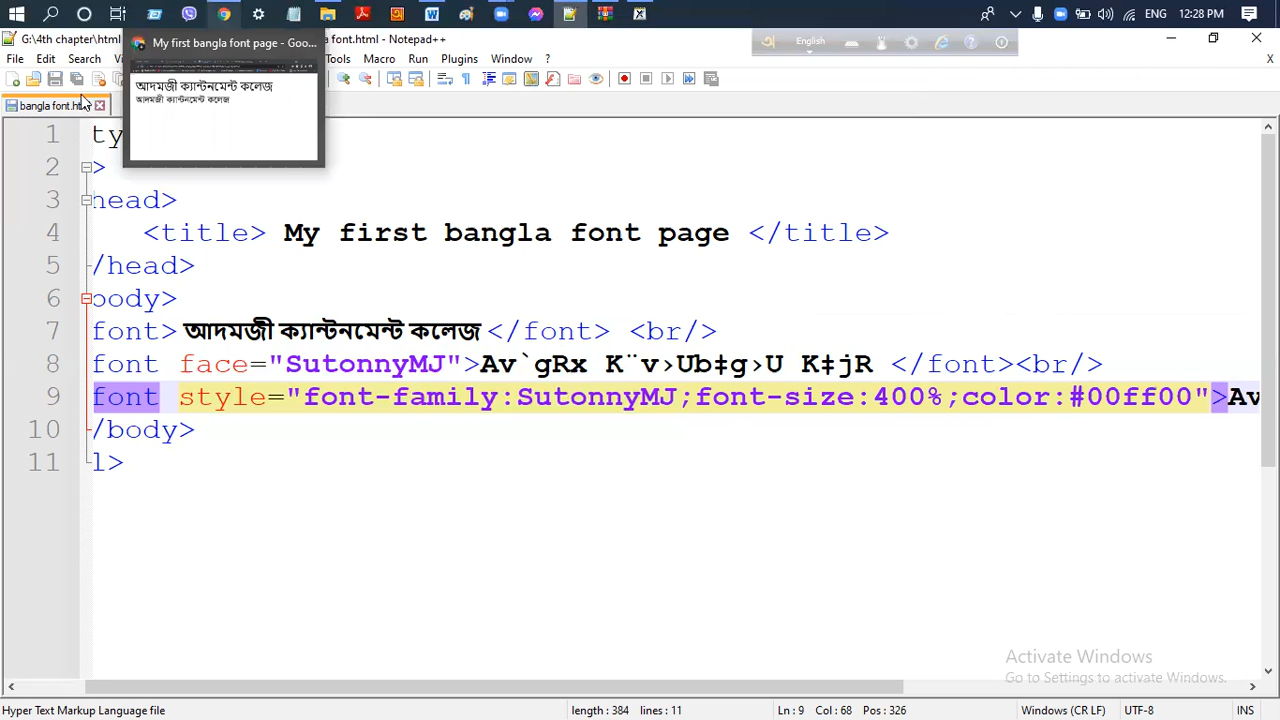 ENG 12:28 PM
G:\4th chapter\html
font.html - Notepad++
My first bangla font page - Goo...
English
File Edit Search
Tools Macro Run Plugins Window ?
আদমজী ক্যান্টনমেন্ট কলেজ
আদমজী ক্যান্টনমেন্ট কলেজ
bangla font.html
1 ty
2 >
3 head>
4 <title> My first bangla font page </title>
5 /head>
6 body>
7 font> আদমজী ক্যান্টনমেন্ট কলেজ </font> <br/>
8 font face="SutonnyMJ">Av`gRx K¨v›Ub‡g›U K‡jR </font><br/>
9 font style="font-family:SutonnyMJ;font-size:400%;color:#00ff00">Av
10 /body>
11 l>
Activate Windows
Go to Settings to activate Windows.
Hyper Text Markup Language file length : 384 lines : 11 Ln : 9 Col : 68 Pos : 326 Windows (CR LF) UTF-8 INS